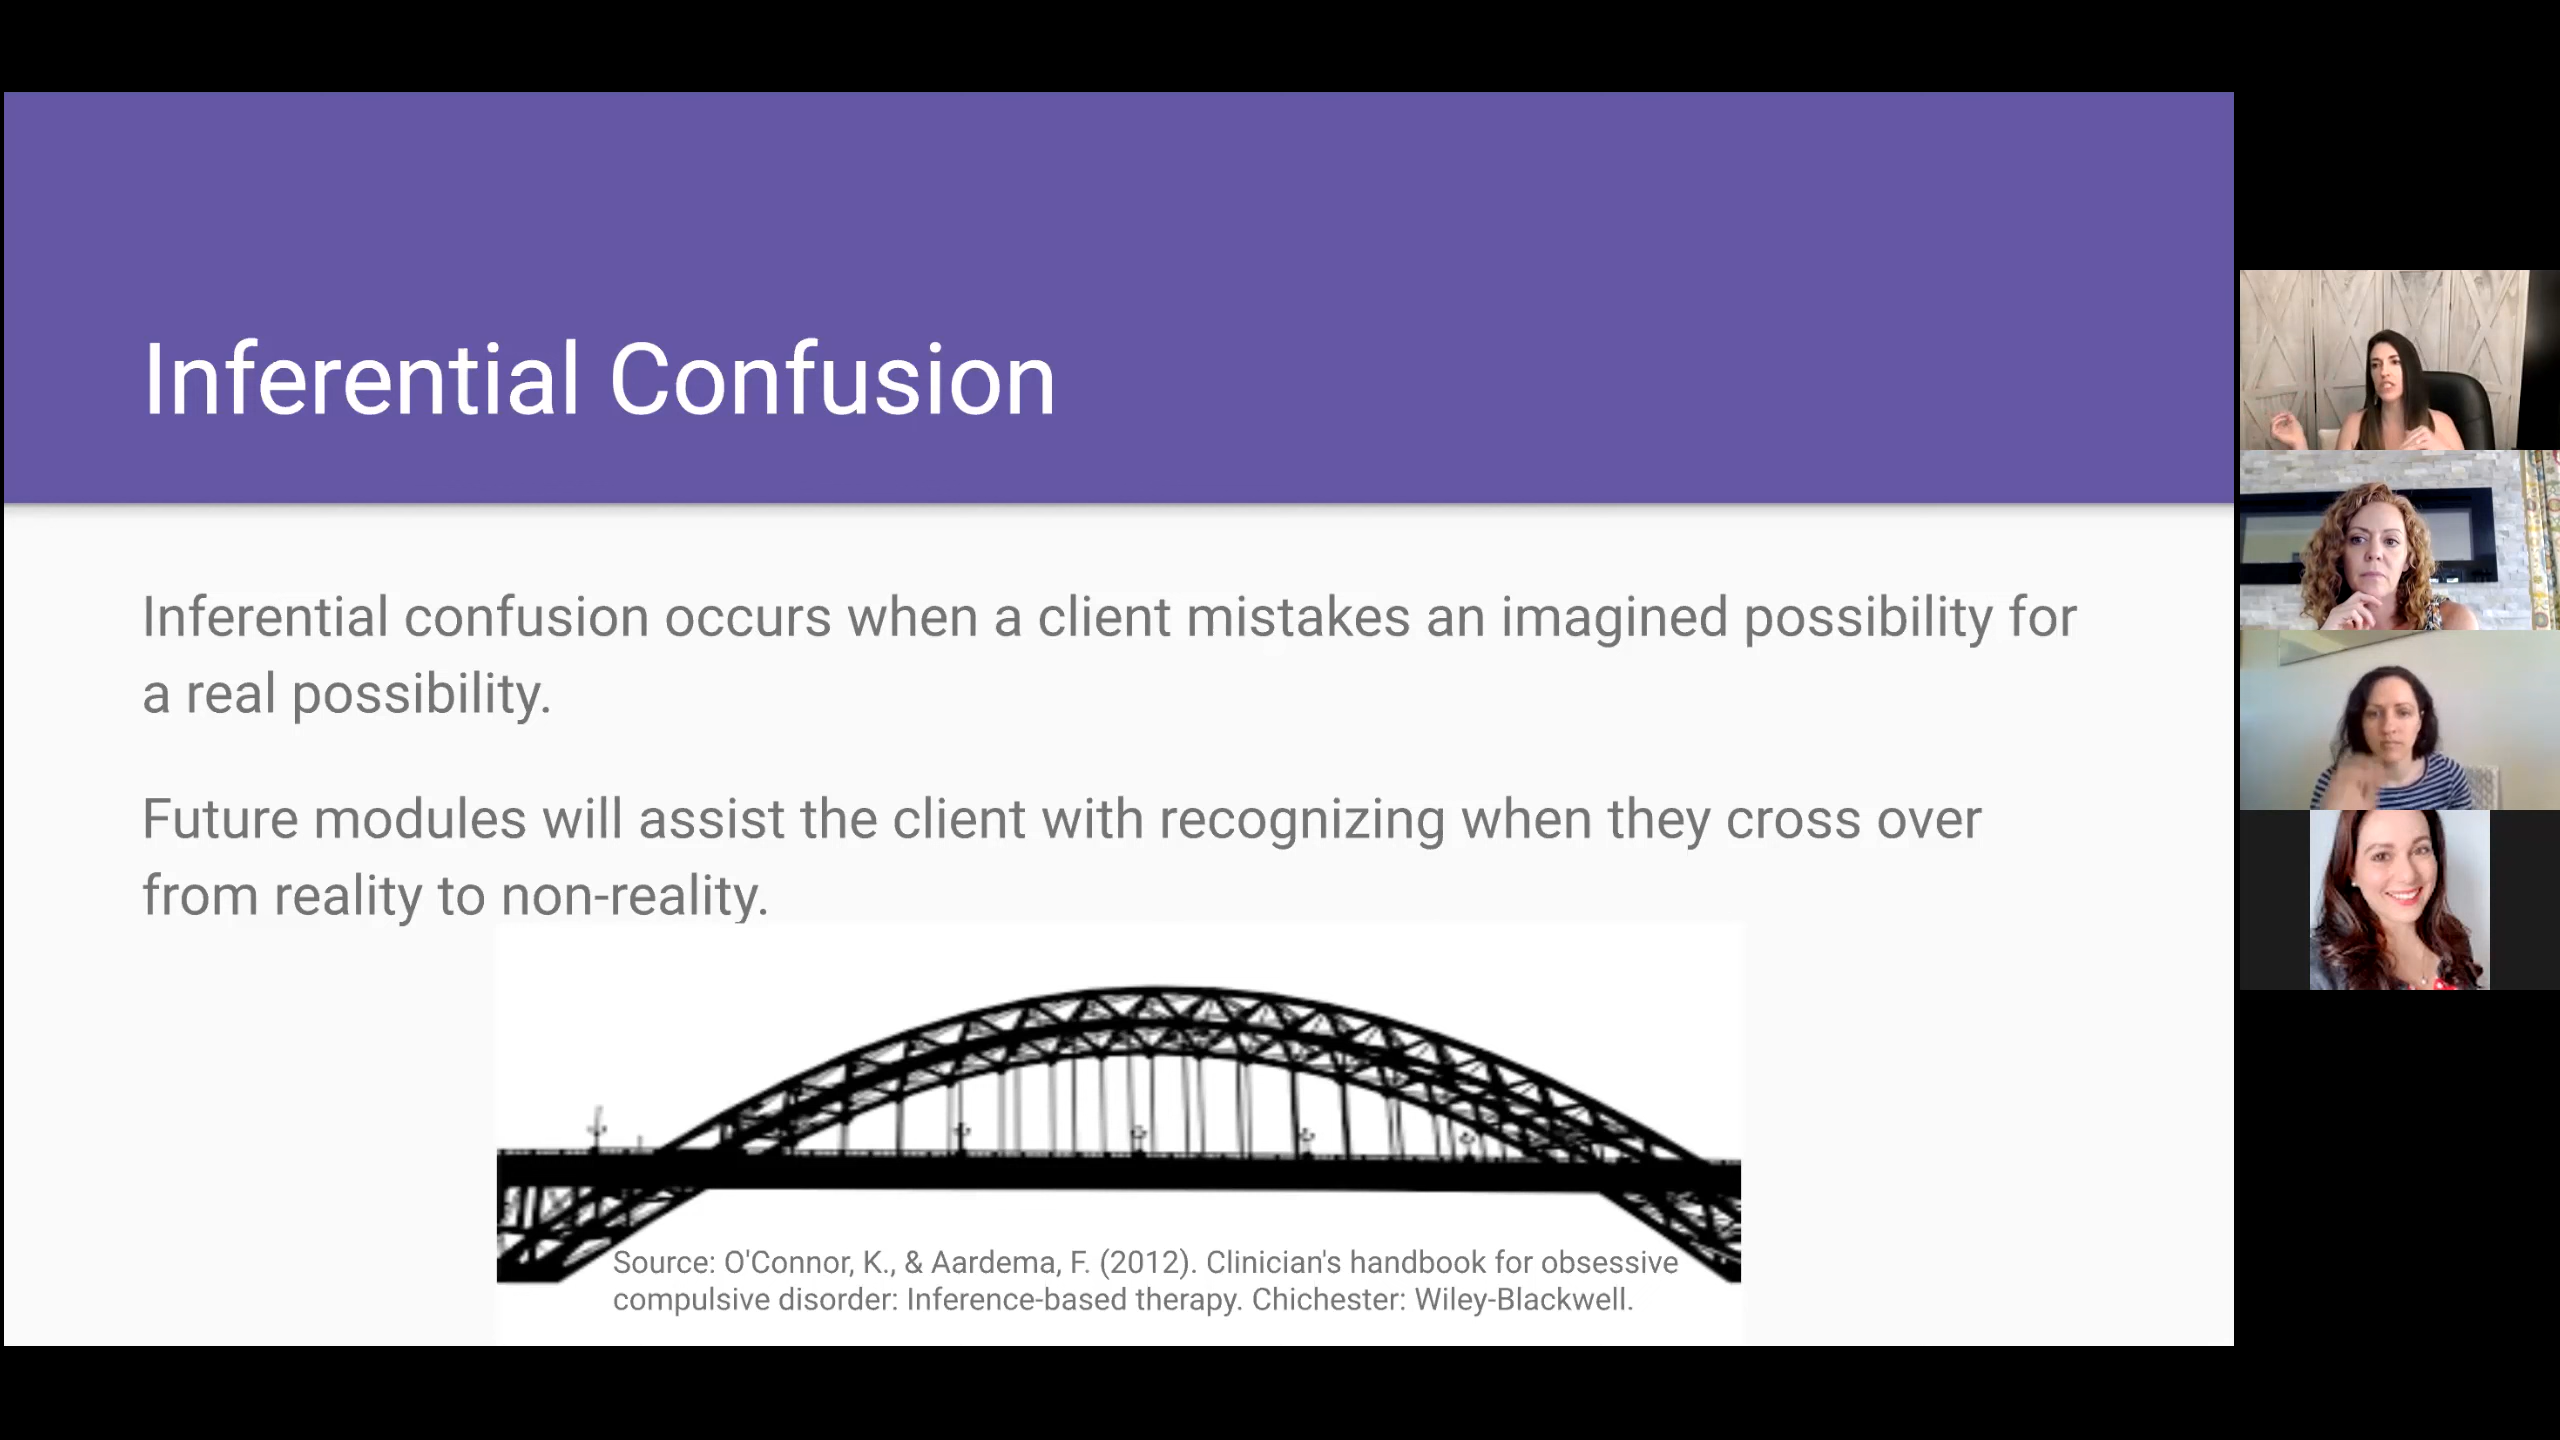 Inferential Confusion
Inferential confusion occurs when a client mistakes an imagined possibility for
a real possibility.
Future modules will assist the client with recognizing when they cross over
from reality to non-reality.
Source: O'Connor, K., & Aardema, F. (2012). Clinician's handbook for obsessive
compulsive disorder: Inference-based therapy. Chichester: Wiley-Blackwell.